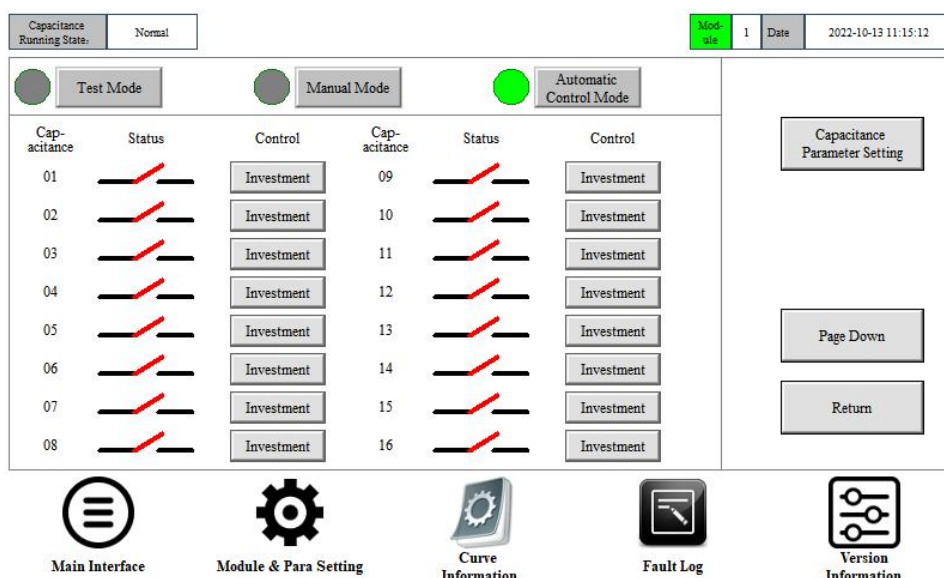 Capacitance
Running State:
Normal
Mod-
ule
1
Date
2022-10-13 11:15:12
Test Mode
Manual Mode
Automatic
Control Mode
Cap-
acitance
Status
Control
Cap-
acitance
Status
Control
01
Investment
09
Investment
02
Investment
10
Investment
03
Investment
11
Investment
04
Investment
12
Investment
05
Investment
13
Investment
06
Investment
14
Investment
07
Investment
15
Investment
08
Investment
16
Investment
Capacitance
Parameter Setting
Page Down
Return
Main Interface
Module & Para Setting
Curve
Information
Fault Log
Version
Information